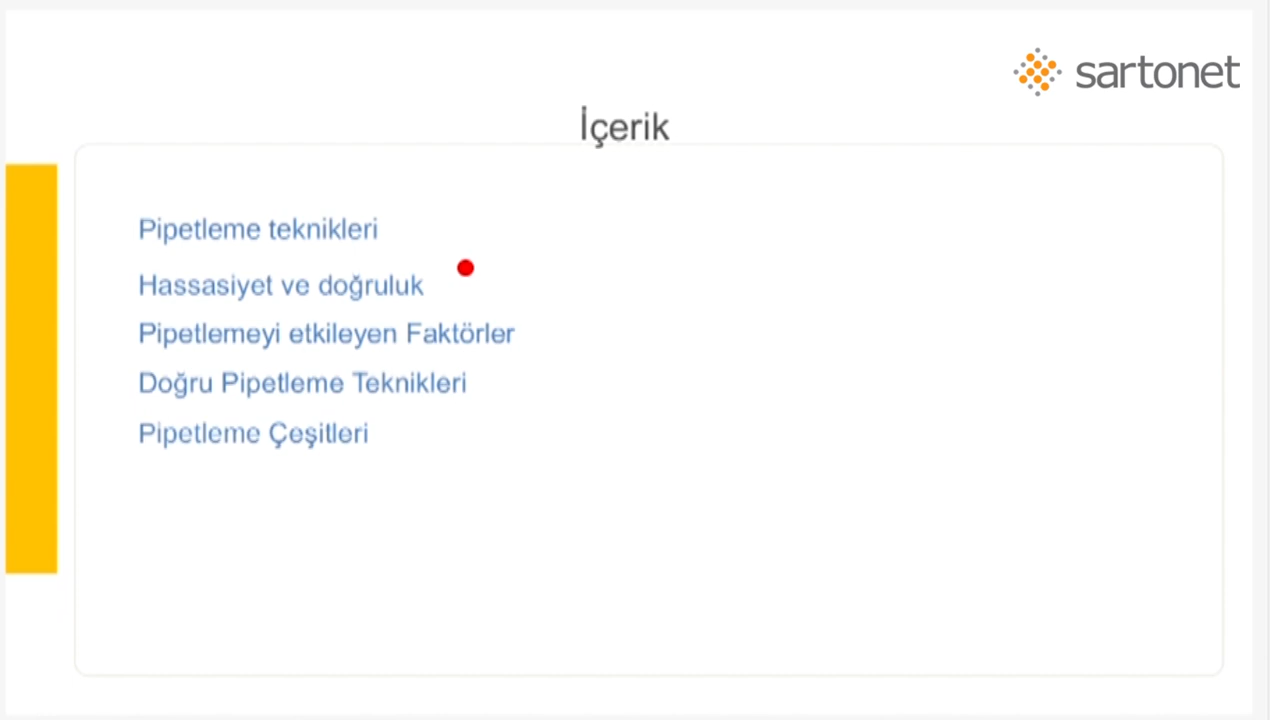 sartonet
İçerik
Pipetleme teknikleri
Hassasiyet ve doğruluk
Pipetlemeyi etkileyen Faktörler
Doğru Pipetleme Teknikleri
Pipetleme Çeşitleri